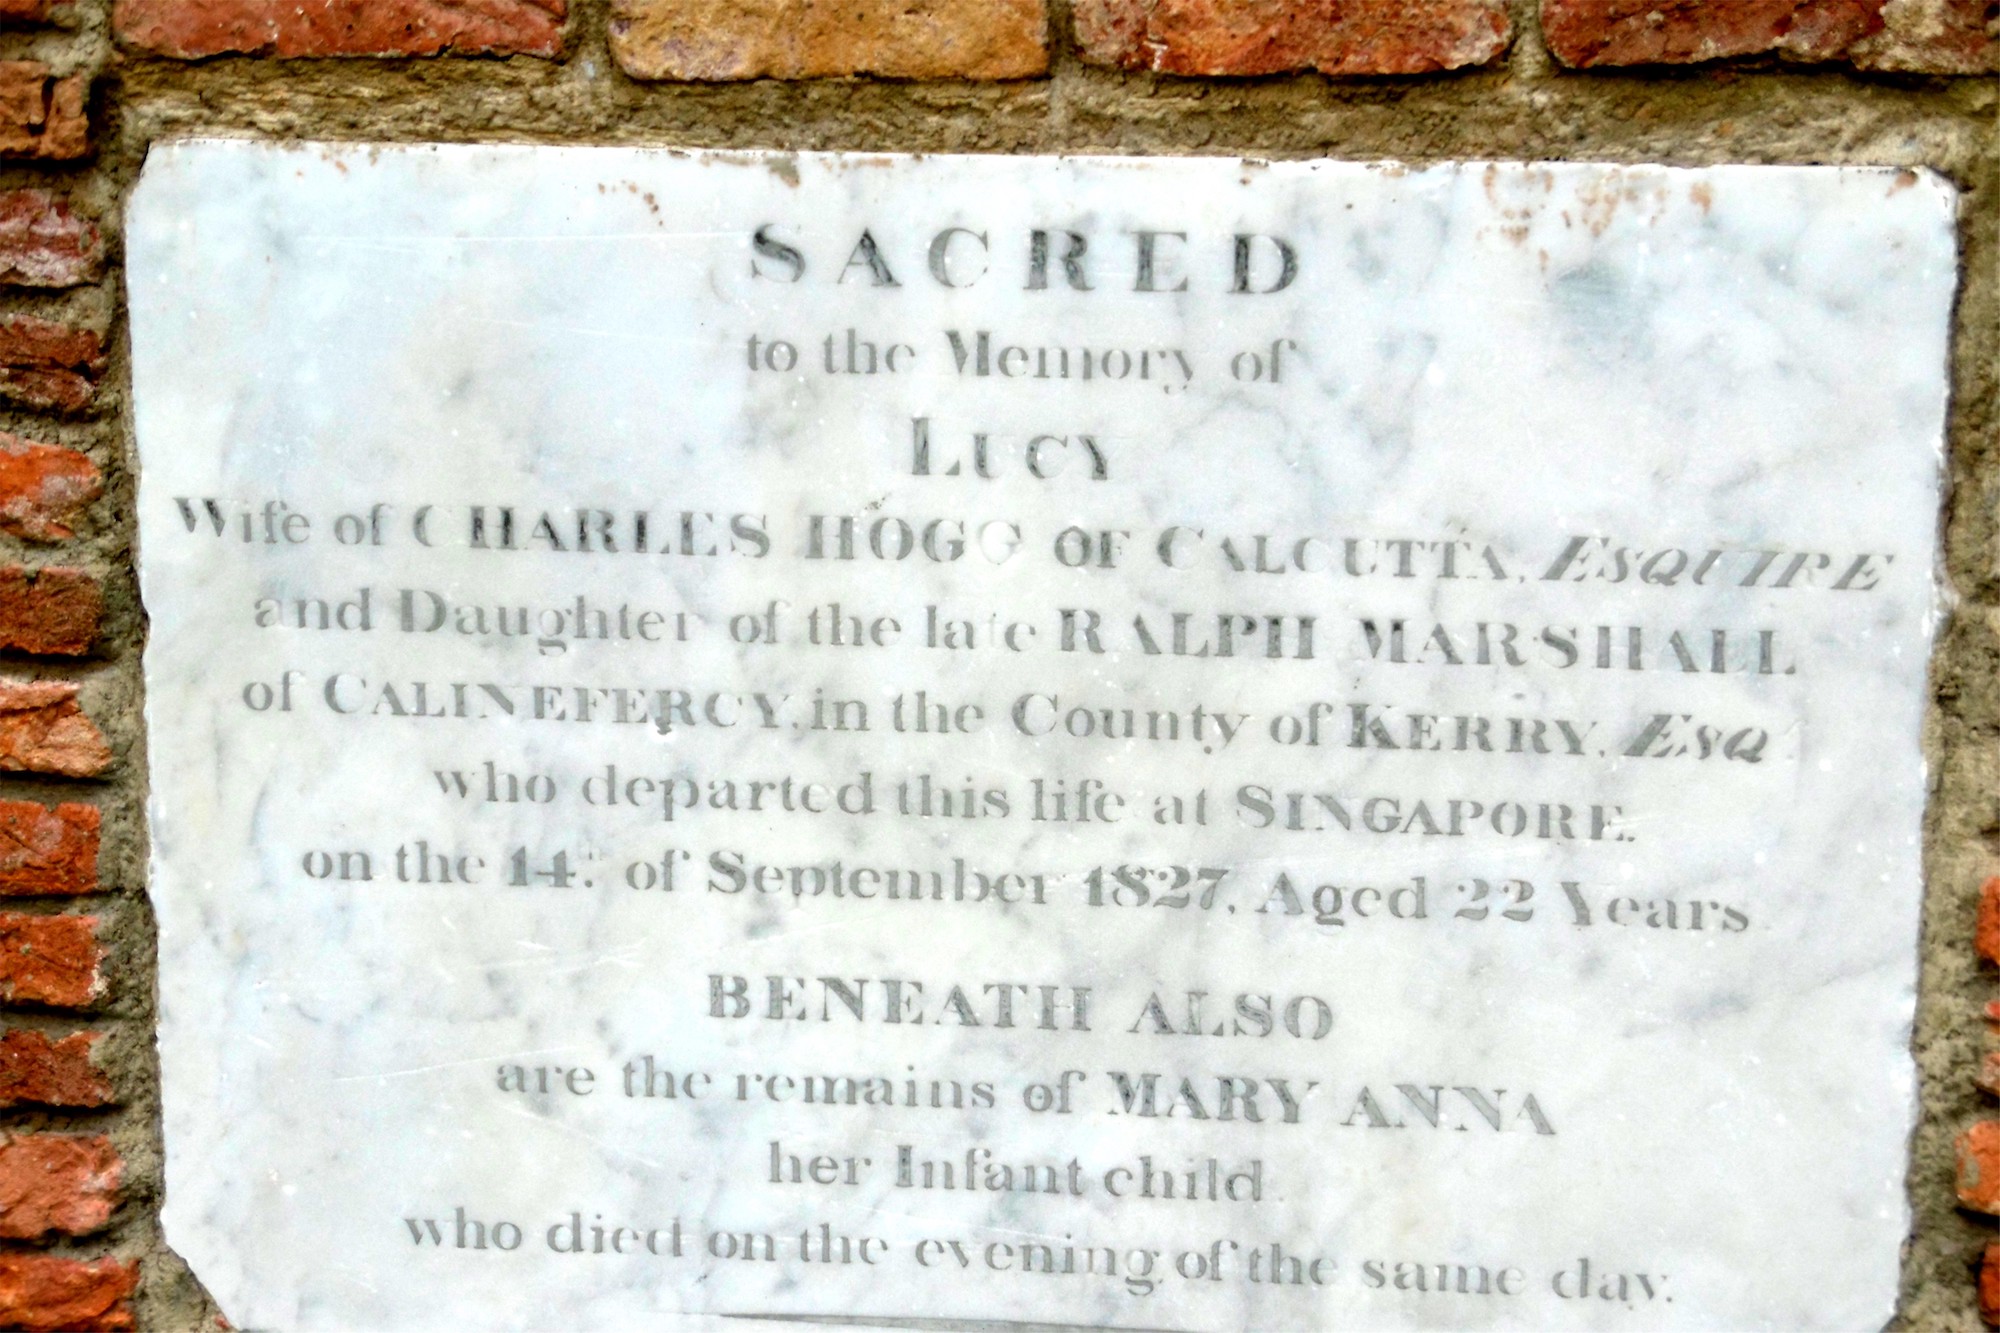 SACRED
to the Memory of
LUCY
Wife of CHARLES HOGG OF CALCUTTA, ESQUIRE
and Daughter of the late RALPH MARSHALL
of CALINEFERCY, in the County of KERRY, ESQ.
who departed this life at SINGAPORE.
on the 14th. of September 1827, Aged 22 Years
BENEATH ALSO
are the remains of MARY ANNA
her Infant child
who died on the evening of the same day.